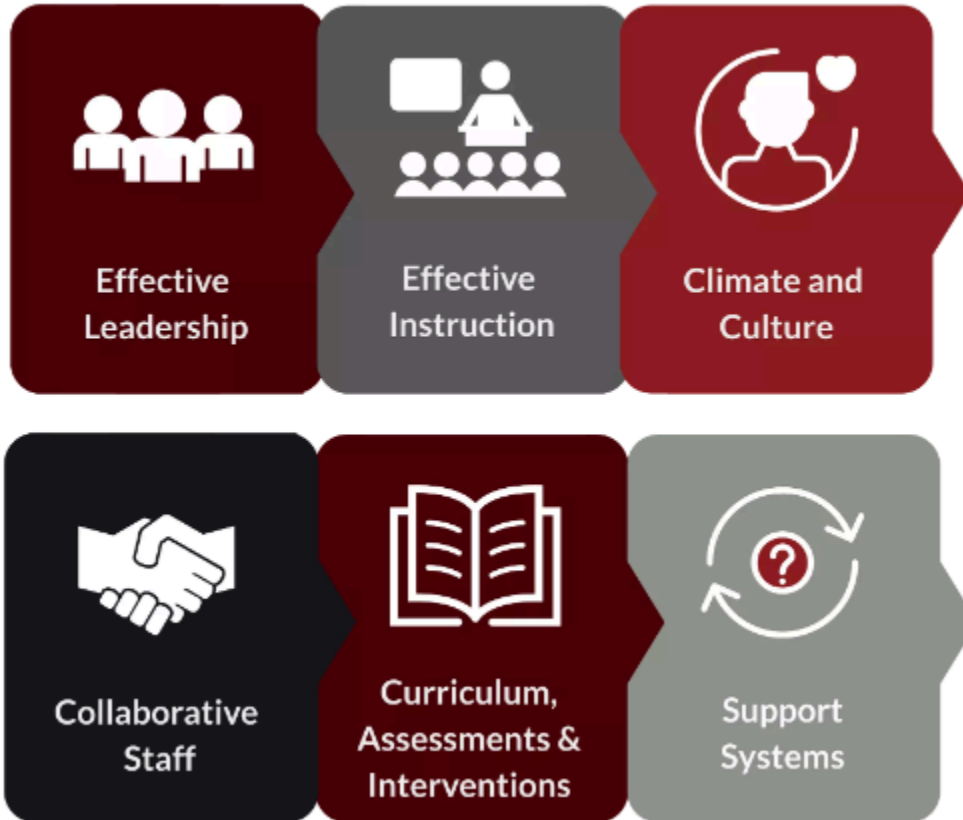 Effective
Leadership
Effective
Instruction
Climate and
Culture
?
Collaborative
Staff
Curriculum,
Assessments &
Interventions
Support
Systems